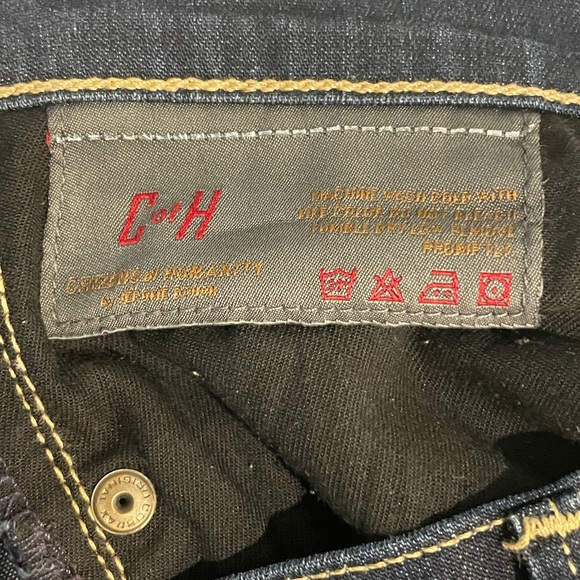 C of H
CITIZENS of HUMANITY
by JEROME DAHAN
MACHINE WASH COLD WITH
LIKE COLOR DO NOT BLEACH
TUMBLE DRY LOW REMOVE
PROMPTLY
ORIGINAL